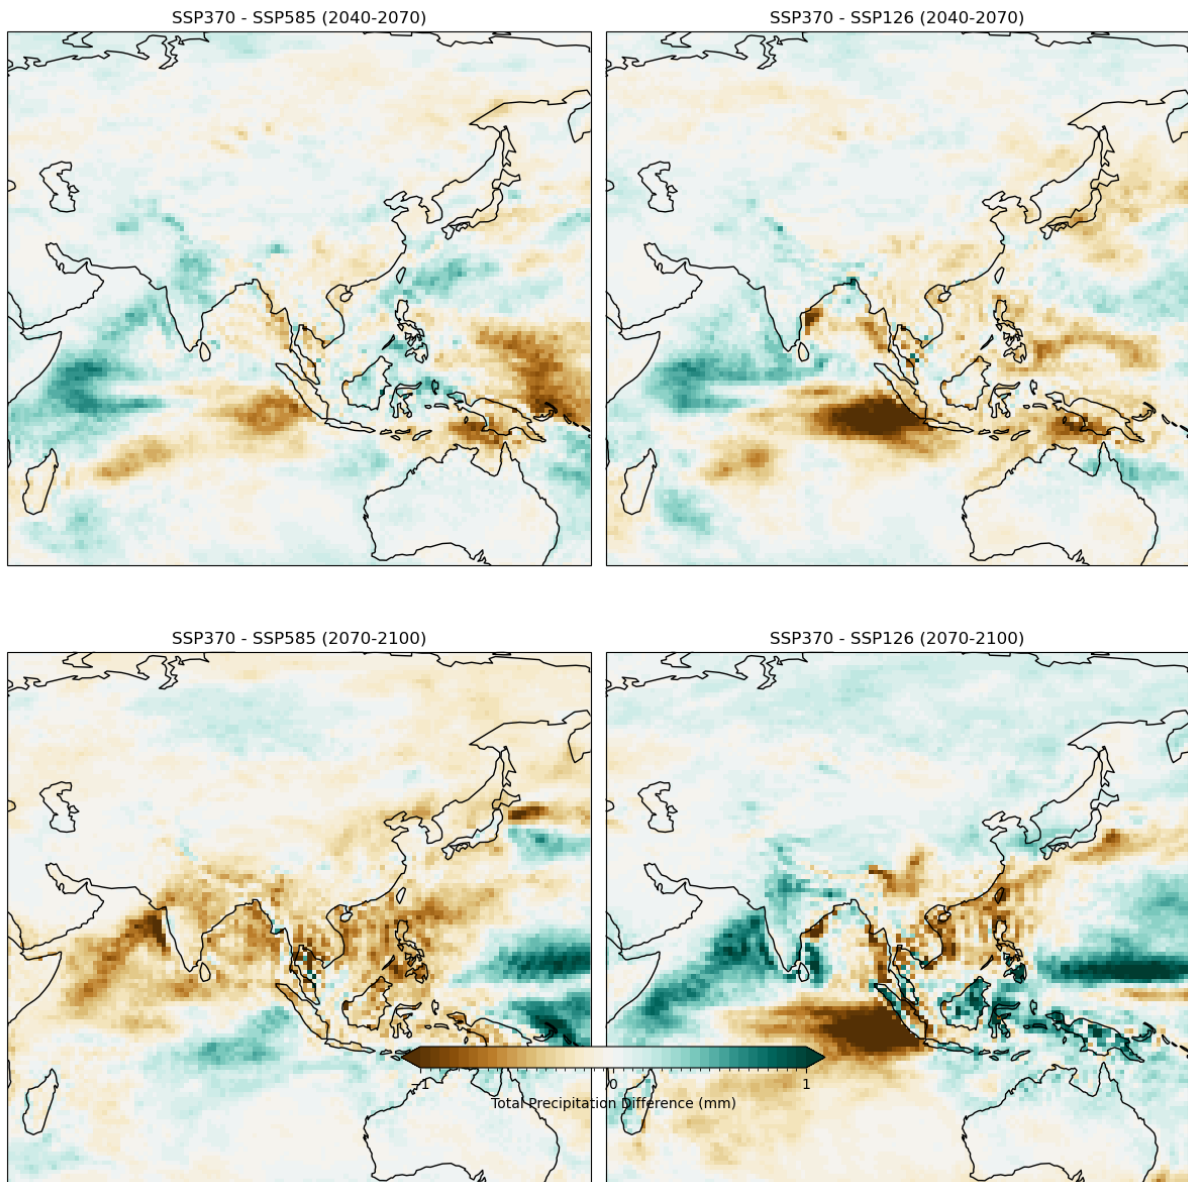 SSP370 - SSP585 (2040-2070)
SSP370 - SSP126 (2040-2070)
SSP370 - SSP585 (2070-2100)
SSP370 - SSP126 (2070-2100)
−1 0 1
Total Precipitation Difference (mm)